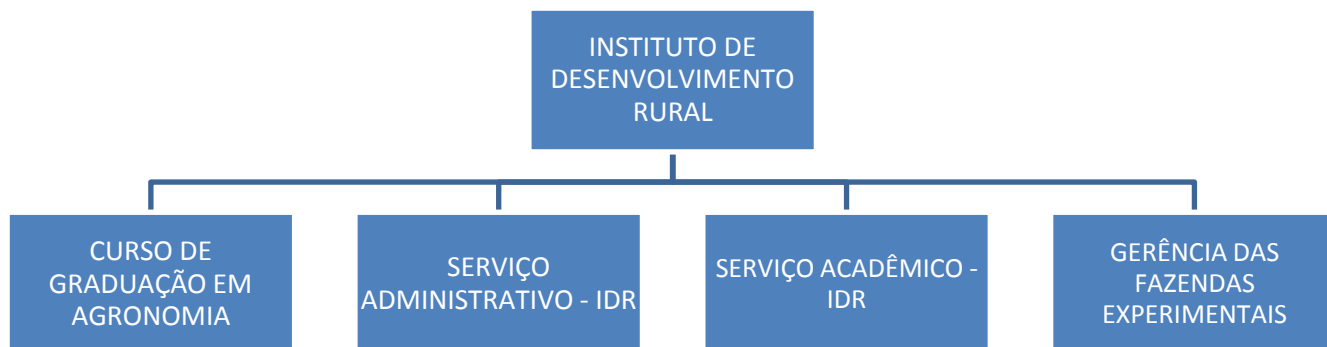 INSTITUTO DE
DESENVOLVIMENTO
RURAL
CURSO DE
GRADUAÇÃO EM
AGRONOMIA
SERVIÇO
ADMINISTRATIVO - IDR
SERVIÇO ACADÊMICO -
IDR
GERÊNCIA DAS
FAZENDAS
EXPERIMENTAIS